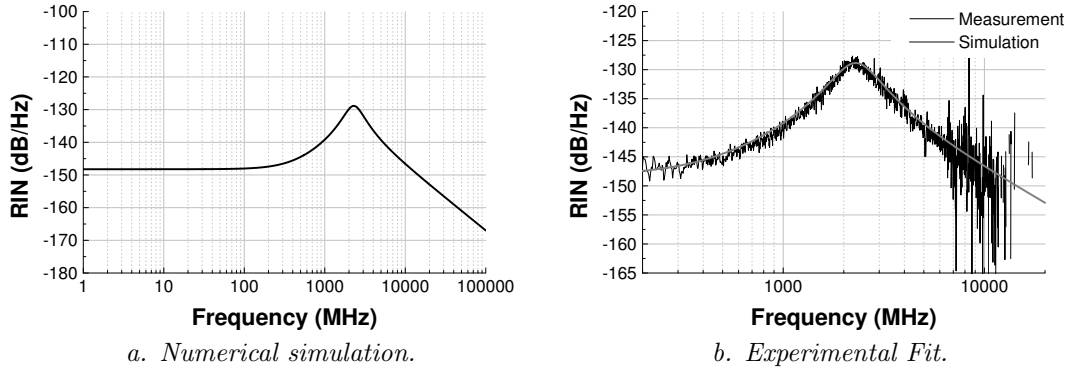 -100
-110
-120
-130
-140
-150
-160
-170
-180
RIN (dB/Hz)
1 10 100 1000 10000 100000
Frequency (MHz)
a. Numerical simulation.
-120
-125
-130
-135
-140
-145
-150
-155
-160
-165
RIN (dB/Hz)
Measurement
Simulation
1000 10000
Frequency (MHz)
b. Experimental Fit.